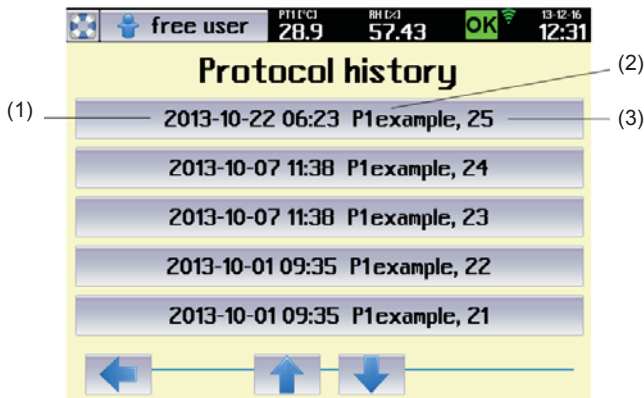 free user PT1 [°C] 28.9 RH [%] 57.43 OK 13-12-16 12:31
Protocol history
(2)
(1) 2013-10-22 06:23 P1example, 25 (3)
2013-10-07 11:38 P1example, 24
2013-10-07 11:38 P1example, 23
2013-10-01 09:35 P1example, 22
2013-10-01 09:35 P1example, 21